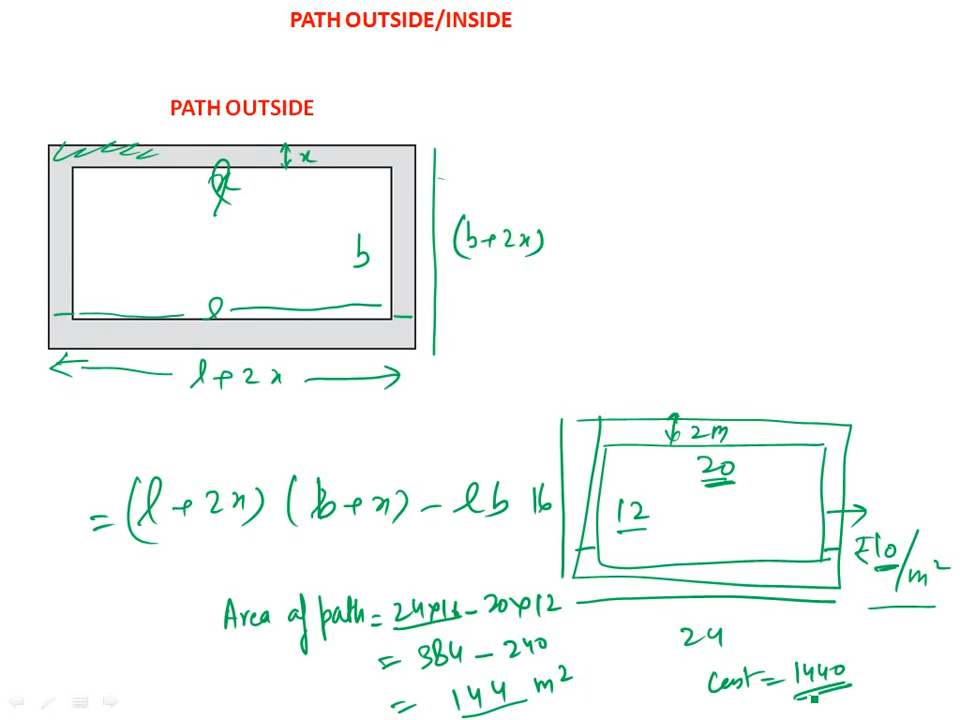 PATH OUTSIDE/INSIDE
PATH OUTSIDE
x
b
(b+2x)
l
l+2x
2m
20
12
16
= (l+2x) (b+x) - lb
₹10/m²
24
Area of path = 24×16 - 20×12
= 384 - 240
= 144 m²
Cost = 1440